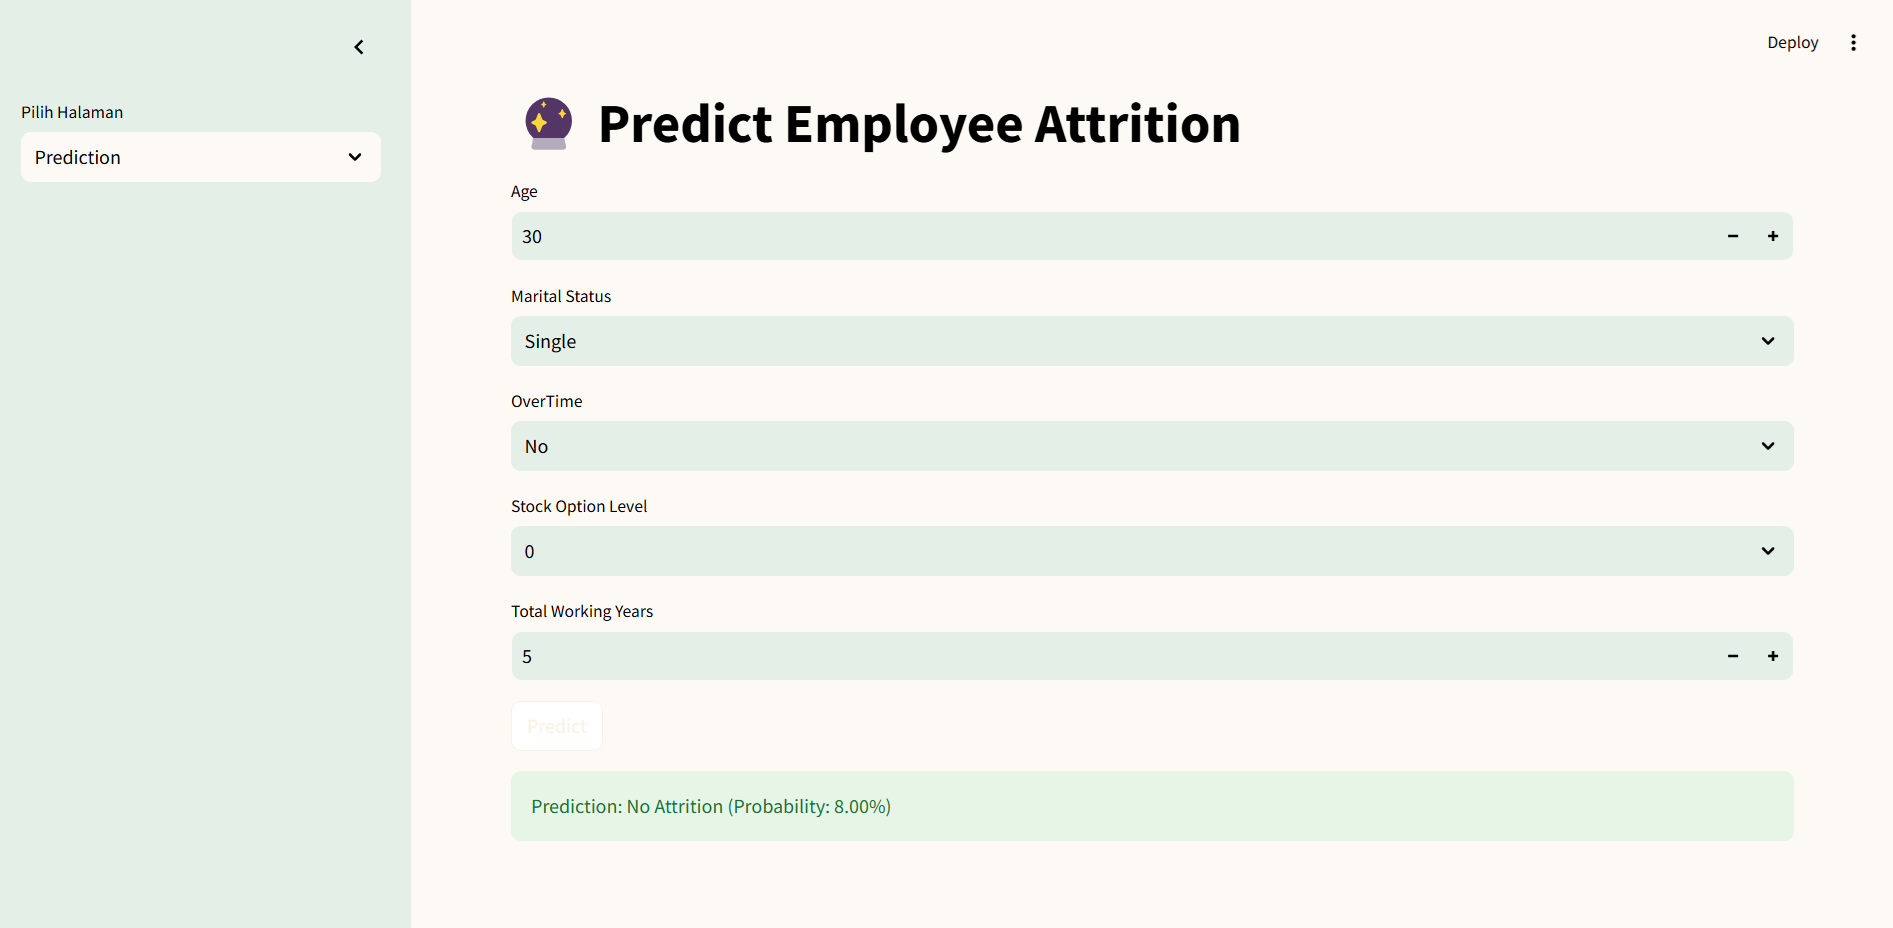 Deploy
Pilih Halaman
Prediction
Predict Employee Attrition
Age
30
Marital Status
Single
OverTime
No
Stock Option Level
0
Total Working Years
5
Predict
Prediction: No Attrition (Probability: 8.00%)